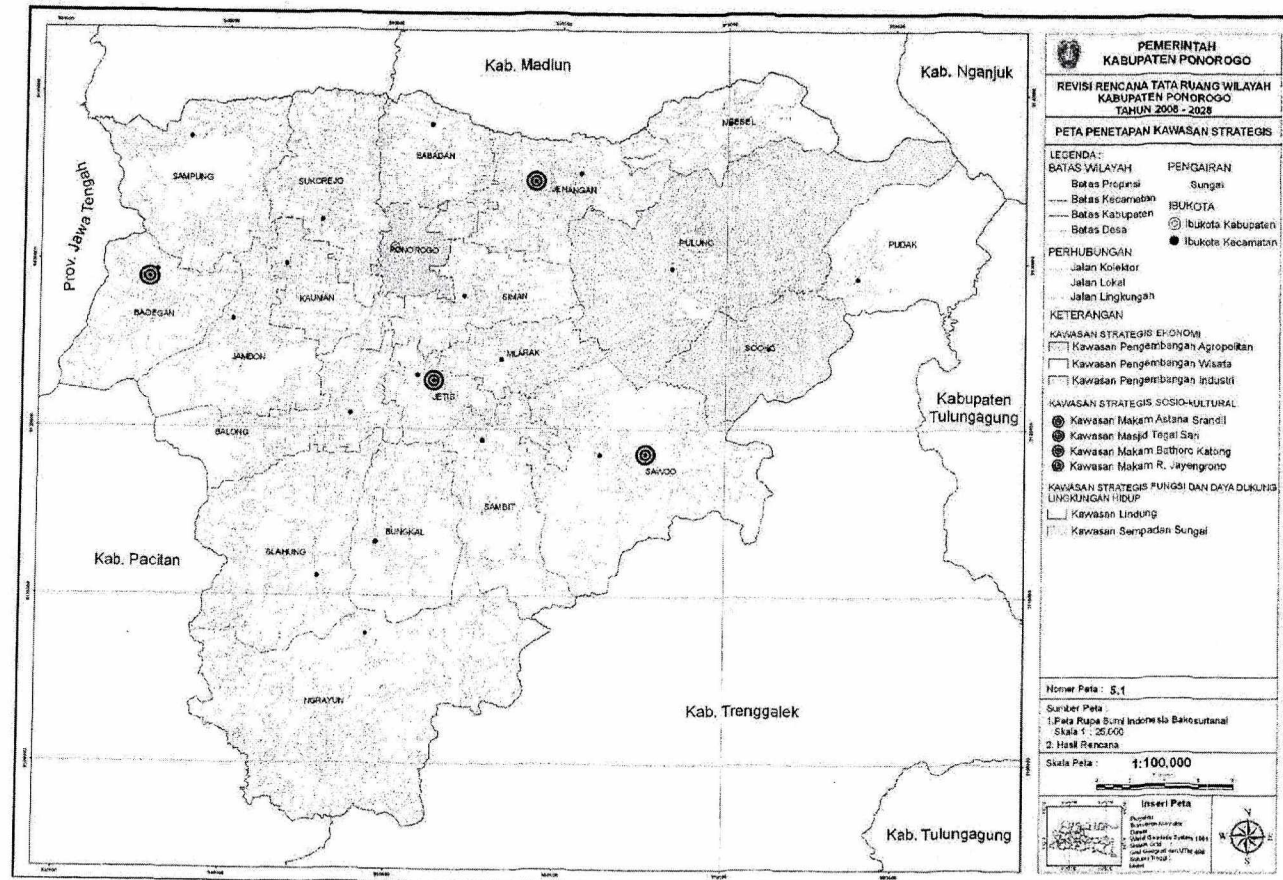 Kab. Madiun
Kab. Nganjuk
Prov. Jawa Tengah
Kab. Pacitan
Kab. Trenggalek
Kabupaten
Tulungagung
Kab. Tulungagung
NGEBEL
BABADAN
SAMPUNG
SUKOREJO
JENANGAN
PONOROGO
PULUNG
PUDAK
KAUMAN
SIMAN
BADEGAN
JAMBON
MLARAK
SOOKO
JETIS
BALONG
SAWOO
SAMBIT
BUNGKAL
SLAHUNG
NGRAYUN
PEMERINTAH
KABUPATEN PONOROGO
REVISI RENCANA TATA RUANG WILAYAH
KABUPATEN PONOROGO
TAHUN 2008 - 2028
PETA PENETAPAN KAWASAN STRATEGIS
LEGENDA :
BATAS WILAYAH
Batas Propinsi
Batas Kecamatan
Batas Kabupaten
Batas Desa
PENGAIRAN
Sungai
IBUKOTA
Ibukota Kabupaten
Ibukota Kecamatan
PERHUBUNGAN
Jalan Kolektor
Jalan Lokal
Jalan Lingkungan
KETERANGAN
KAWASAN STRATEGIS EKONOMI
Kawasan Pengembangan Agropolitan
Kawasan Pengembangan Wisata
Kawasan Pengembangan Industri
KAWASAN STRATEGIS SOSIO-KULTURAL
Kawasan Makam Astana Srandil
Kawasan Masjid Tegal Sari
Kawasan Makam Bathoro Katong
Kawasan Makam R. Jayengrono
KAWASAN STRATEGIS FUNGSI DAN DAYA DUKUNG
LINGKUNGAN HIDUP
Kawasan Lindung
Kawasan Sempadan Sungai
Nomer Peta : 5.1
Sumber Peta :
1. Peta Rupa Bumi Indonesia Bakosurtanal
Skala 1 : 25,000
2. Hasil Rencana
Skala Peta : 1:100,000
Inseri Peta
N
W
E
S